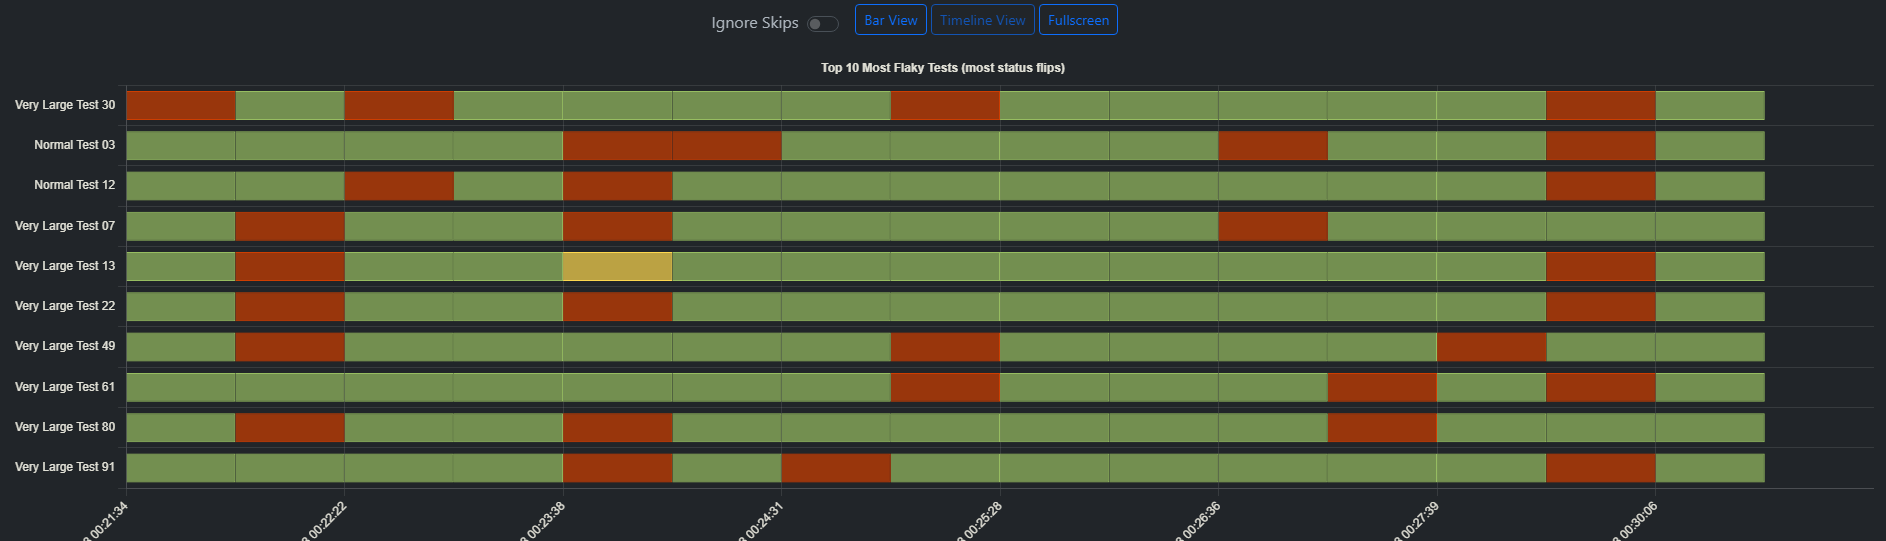 Ignore Skips Bar View Timeline View Fullscreen
Top 10 Most Flaky Tests (most status flips)
Very Large Test 30
Normal Test 03
Normal Test 12
Very Large Test 07
Very Large Test 13
Very Large Test 22
Very Large Test 49
Very Large Test 61
Very Large Test 80
Very Large Test 91
00:21:34 00:22:22 00:23:38 00:24:31 00:25:28 00:26:36 00:27:39 00:30:06